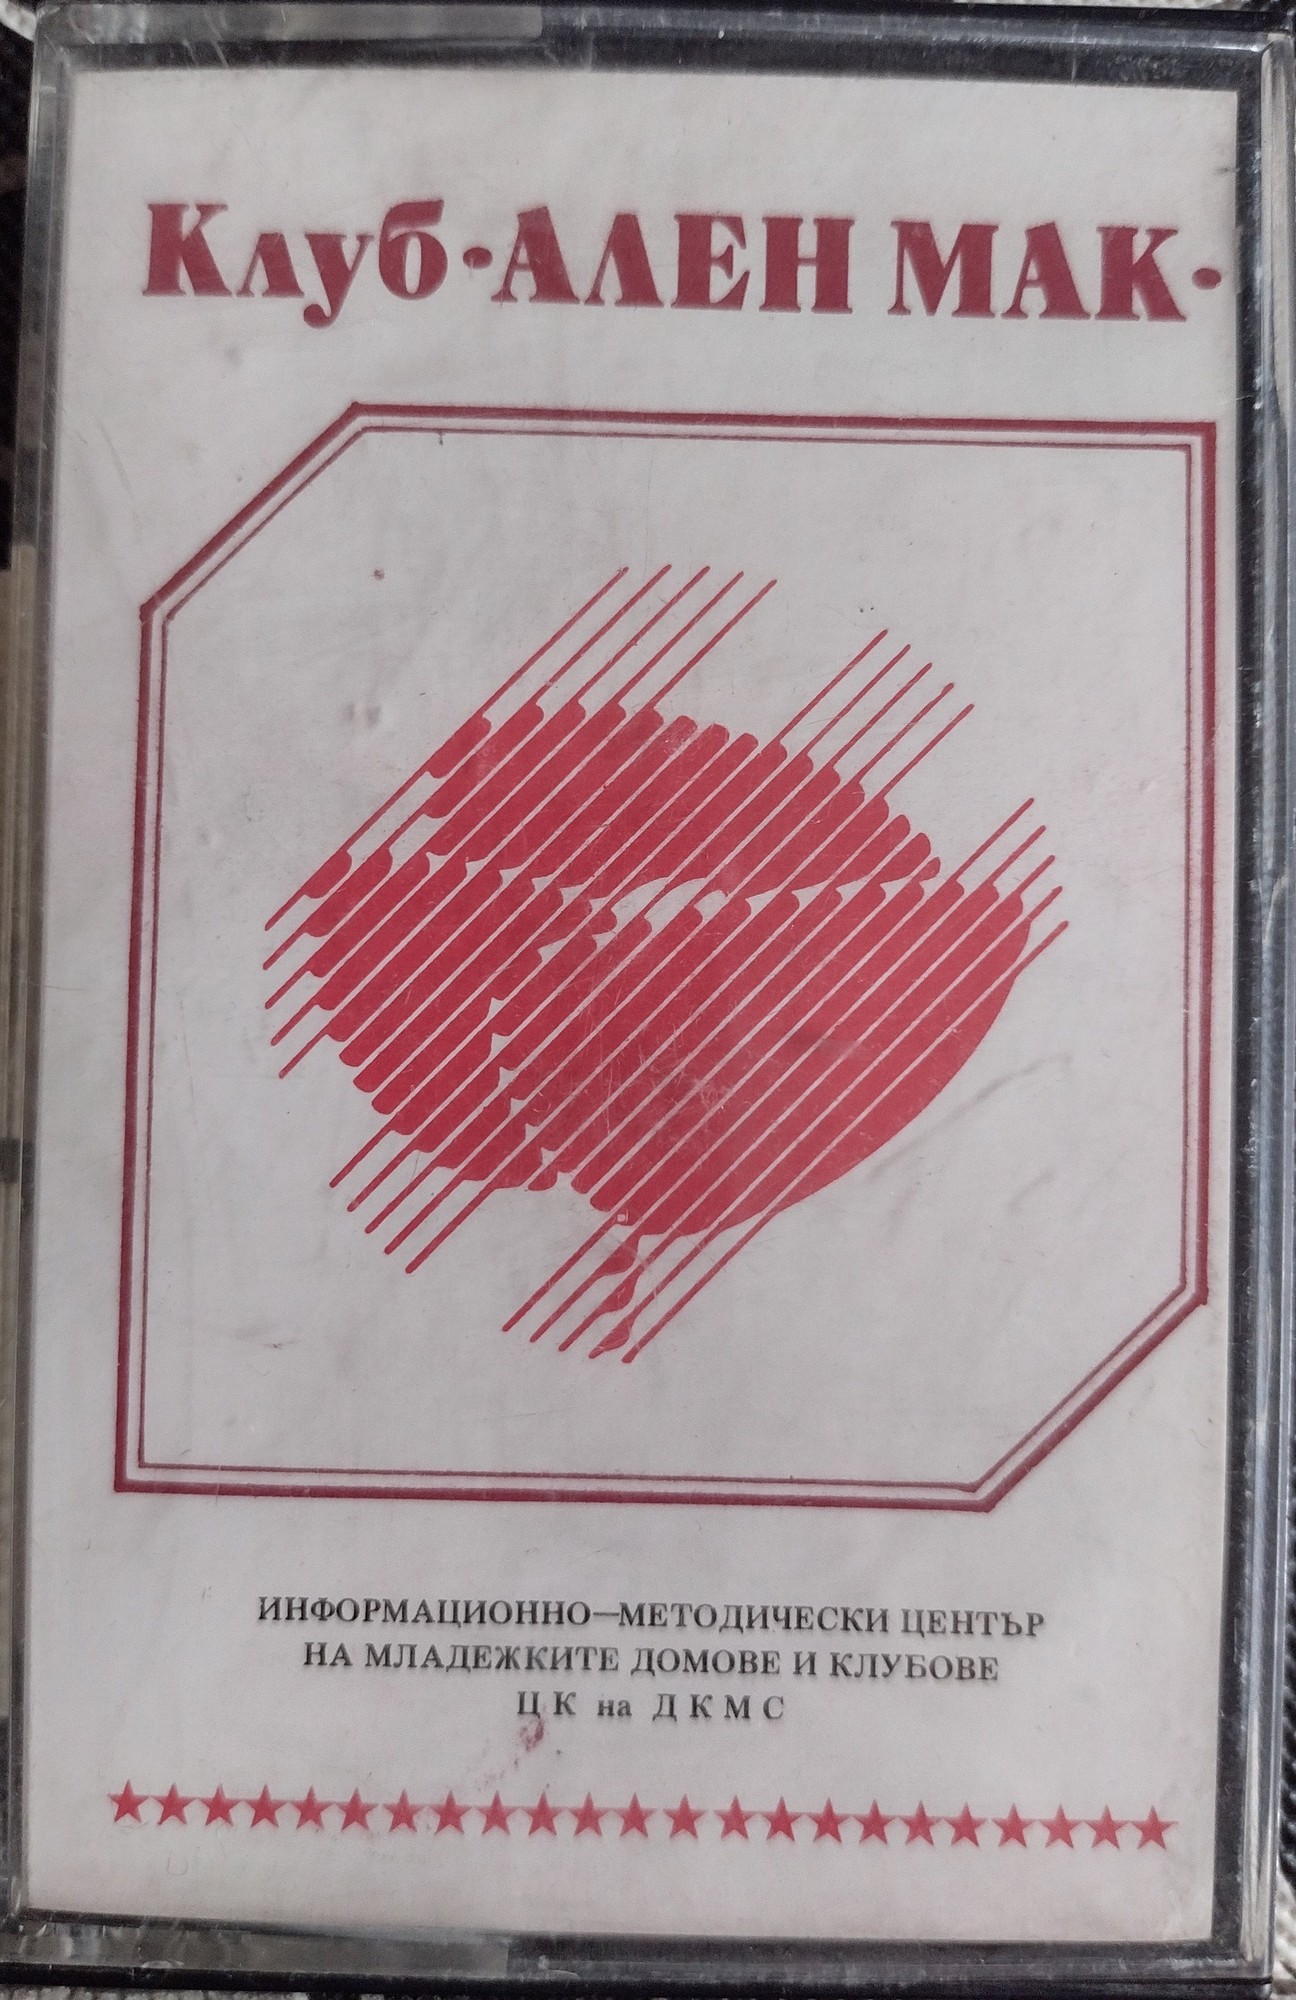 Клуб •АЛЕН МАК•
ИНФОРМАЦИОННО—МЕТОДИЧЕСКИ ЦЕНТЪР
НА МЛАДЕЖКИТЕ ДОМОВЕ И КЛУБОВЕ
Ц К на Д К М С